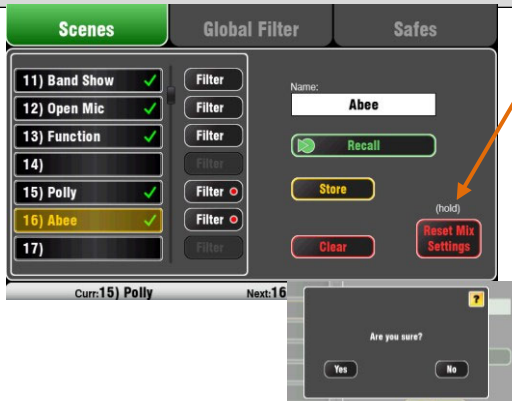 Scenes Global Filter Safes
11) Band Show Filter
12) Open Mic Filter
13) Function Filter
14) Filter
15) Polly Filter
16) Abee Filter
17) Filter
Name:
Abee
Recall
Store
(hold)
Reset Mix
Settings
Clear
Curr:15) Polly Next:16
?
Are you sure?
Yes No